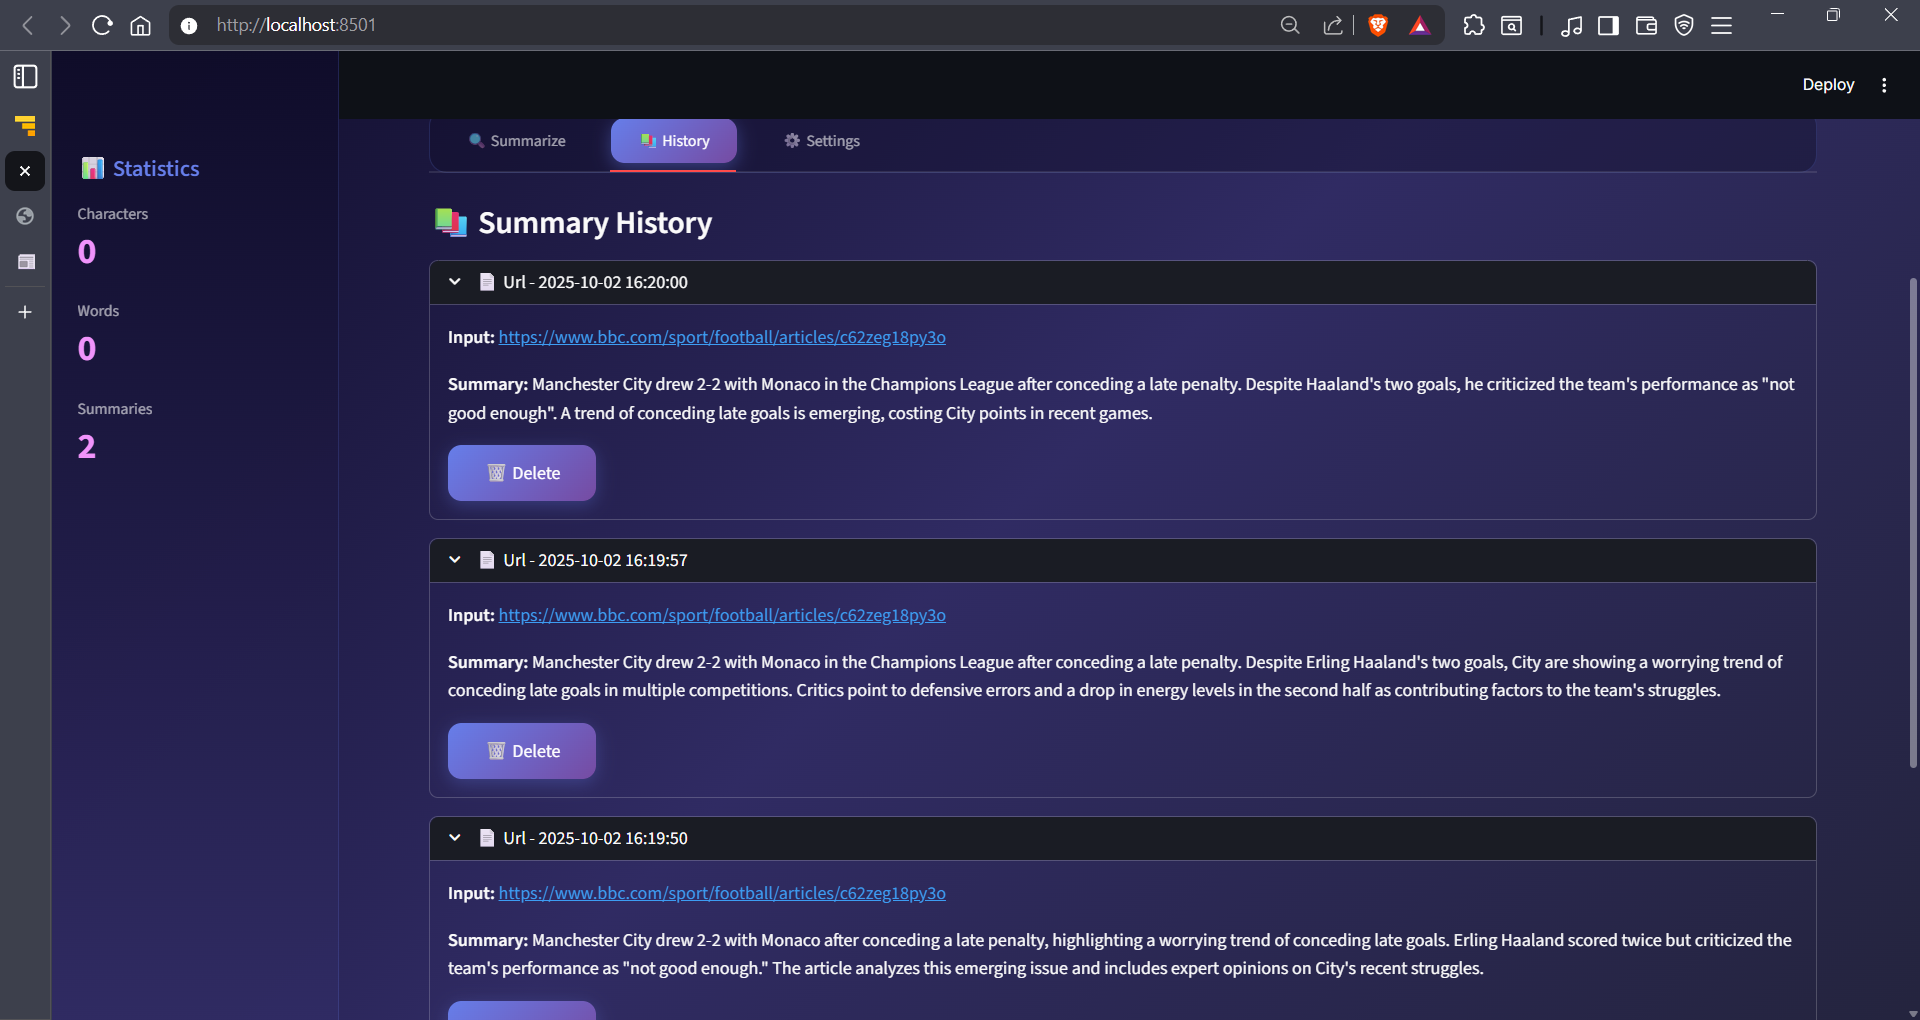 http://localhost:8501
Deploy
Statistics
Characters
0
Words
0
Summaries
2
Summarize
History
Settings
Summary History
Url - 2025-10-02 16:20:00
Input: https://www.bbc.com/sport/football/articles/c62zeg18py3o
Summary: Manchester City drew 2-2 with Monaco in the Champions League after conceding a late penalty. Despite Haaland's two goals, he criticized the team's performance as "not
good enough". A trend of conceding late goals is emerging, costing City points in recent games.
Delete
Url - 2025-10-02 16:19:57
Input: https://www.bbc.com/sport/football/articles/c62zeg18py3o
Summary: Manchester City drew 2-2 with Monaco in the Champions League after conceding a late penalty. Despite Erling Haaland's two goals, City are showing a worrying trend of
conceding late goals in multiple competitions. Critics point to defensive errors and a drop in energy levels in the second half as contributing factors to the team's struggles.
Delete
Url - 2025-10-02 16:19:50
Input: https://www.bbc.com/sport/football/articles/c62zeg18py3o
Summary: Manchester City drew 2-2 with Monaco after conceding a late penalty, highlighting a worrying trend of conceding late goals. Erling Haaland scored twice but criticized the
team's performance as "not good enough." The article analyzes this emerging issue and includes expert opinions on City's recent struggles.